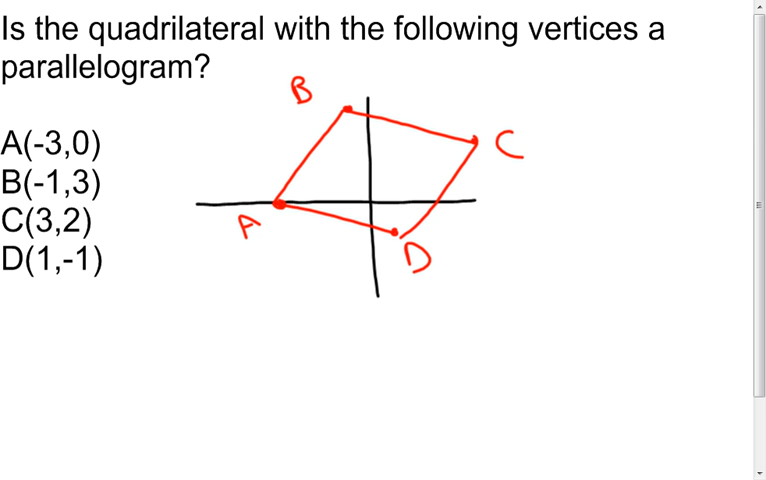 Is the quadrilateral with the following vertices a
parallelogram?
B
A(-3,0)
C
B(-1,3)
C(3,2)
A
D(1,-1)
D